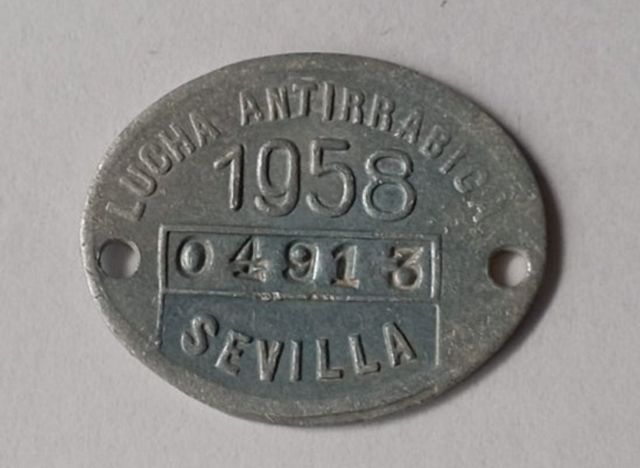 LUCHA ANTIRRABICA
1958
04913
SEVILLA